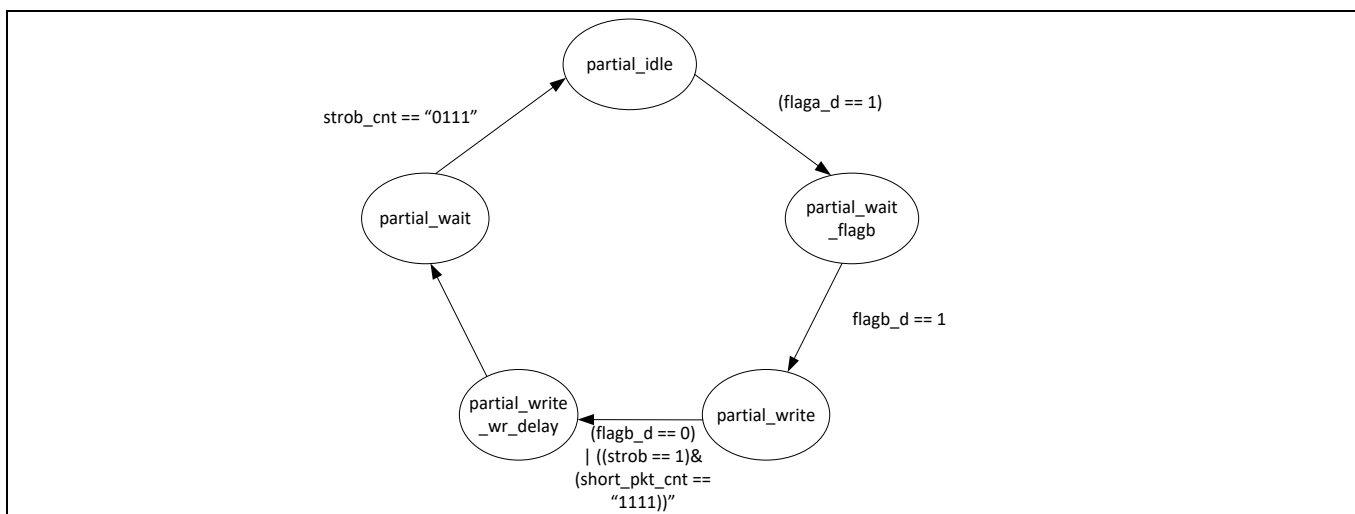 partial_idle
(flaga_d == 1)
strob_cnt == “0111”
partial_wait
partial_wait
_flagb
flagb_d == 1
partial_write
_wr_delay
partial_write
(flagb_d == 0)
| ((strob == 1)&
(short_pkt_cnt ==
“1111))”